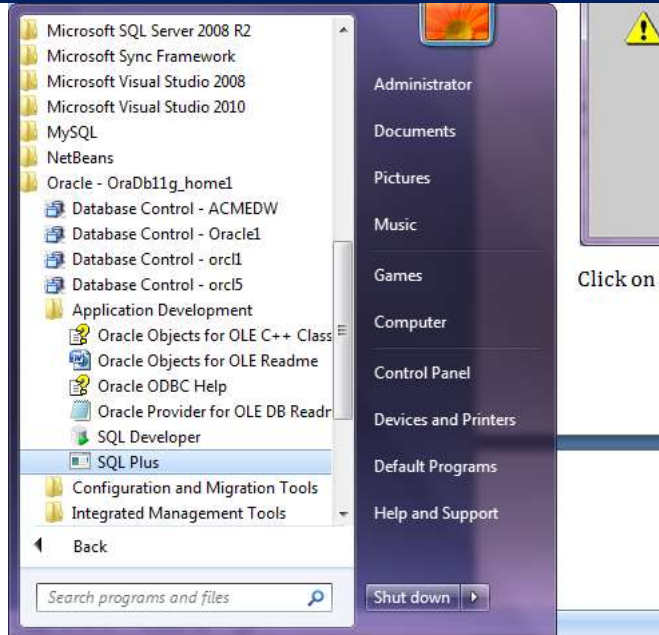 Microsoft SQL Server 2008 R2
Microsoft Sync Framework
Microsoft Visual Studio 2008
Microsoft Visual Studio 2010
MySQL
NetBeans
Oracle - OraDb11g_home1
Database Control - ACMEDW
Database Control - Oracle1
Database Control - orcl1
Database Control - orcl5
Application Development
Oracle Objects for OLE C++ Class
Oracle Objects for OLE Readme
Oracle ODBC Help
Oracle Provider for OLE DB Readr
SQL Developer
SQL Plus
Configuration and Migration Tools
Integrated Management Tools
Back
Search programs and files
Administrator
Documents
Pictures
Music
Games
Computer
Control Panel
Devices and Printers
Default Programs
Help and Support
Shut down
Click on